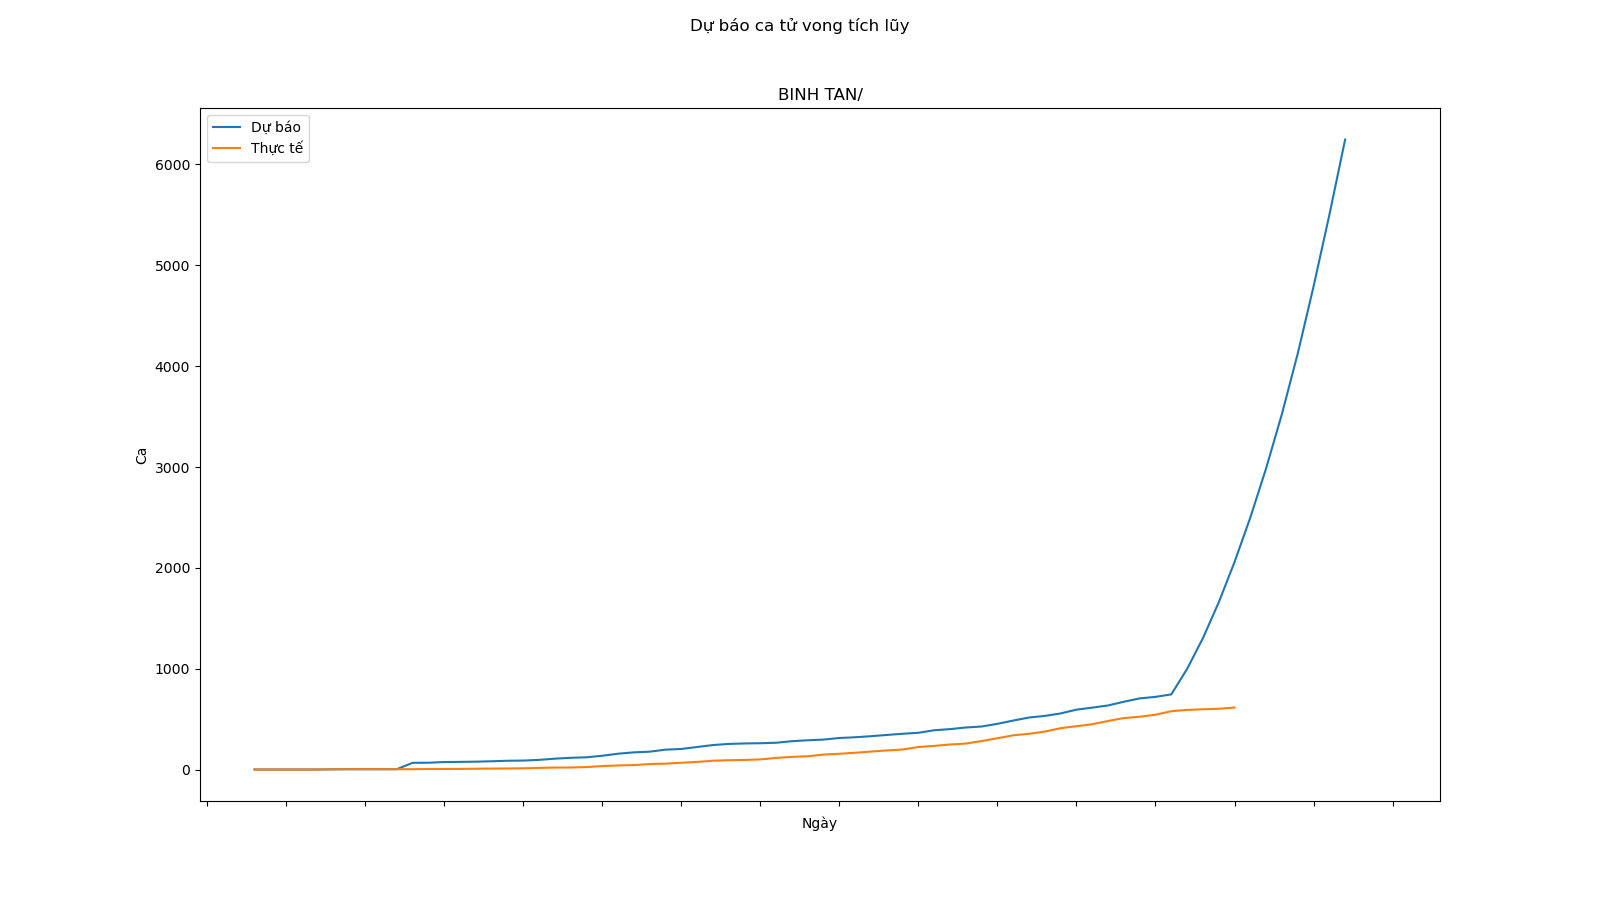 Dự báo ca tử vong tích lũy
BINH TAN/
Dự báo
Thực tế
6000
5000
4000
3000
2000
1000
0
Ca
Ngày